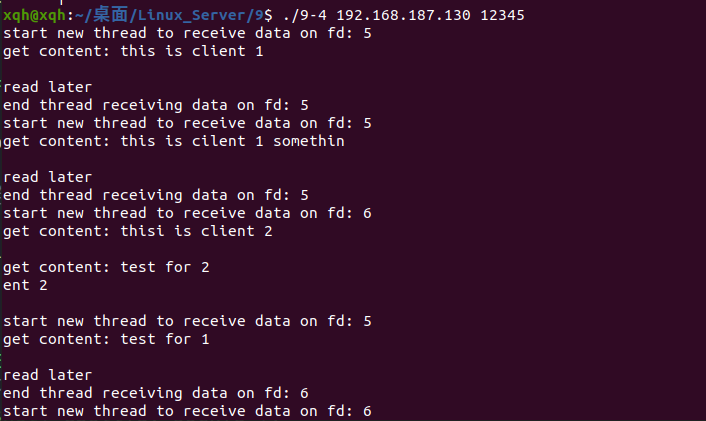 xqh@xqh:~/桌面/Linux_Server/9$ ./9-4 192.168.187.130 12345
start new thread to receive data on fd: 5
get content: this is client 1
read later
end thread receiving data on fd: 5
start new thread to receive data on fd: 5
get content: this is cilent 1 somethin
read later
end thread receiving data on fd: 5
start new thread to receive data on fd: 6
get content: thisi is client 2
get content: test for 2
ent 2
start new thread to receive data on fd: 5
get content: test for 1
read later
end thread receiving data on fd: 6
start new thread to receive data on fd: 6